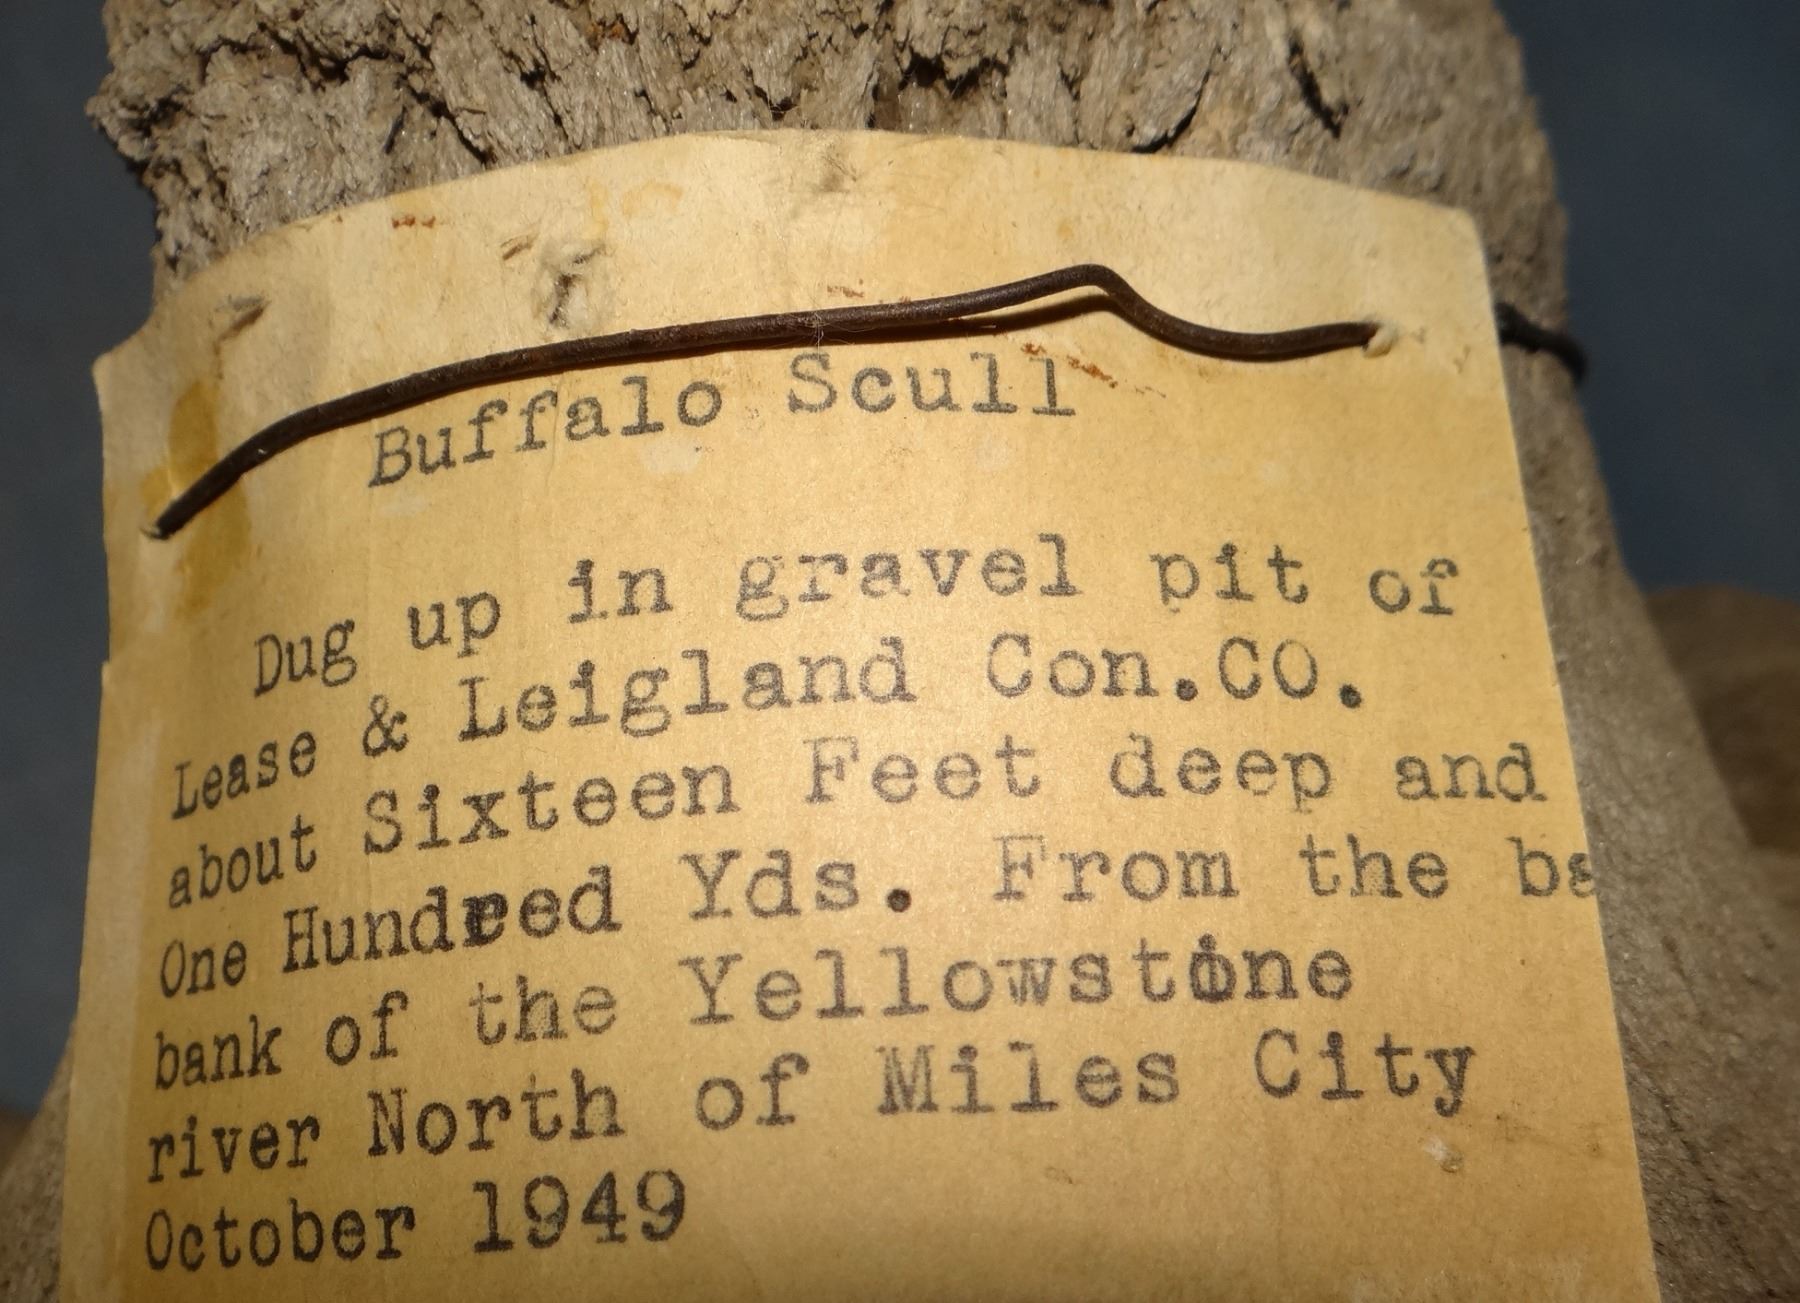 Buffalo Scull
Dug up in gravel pit of
Lease & Leigland Con.CO.
about Sixteen Feet deep and
One Hundred Yds. From the ba
bank of the Yellowstone
river North of Miles City
October 1949